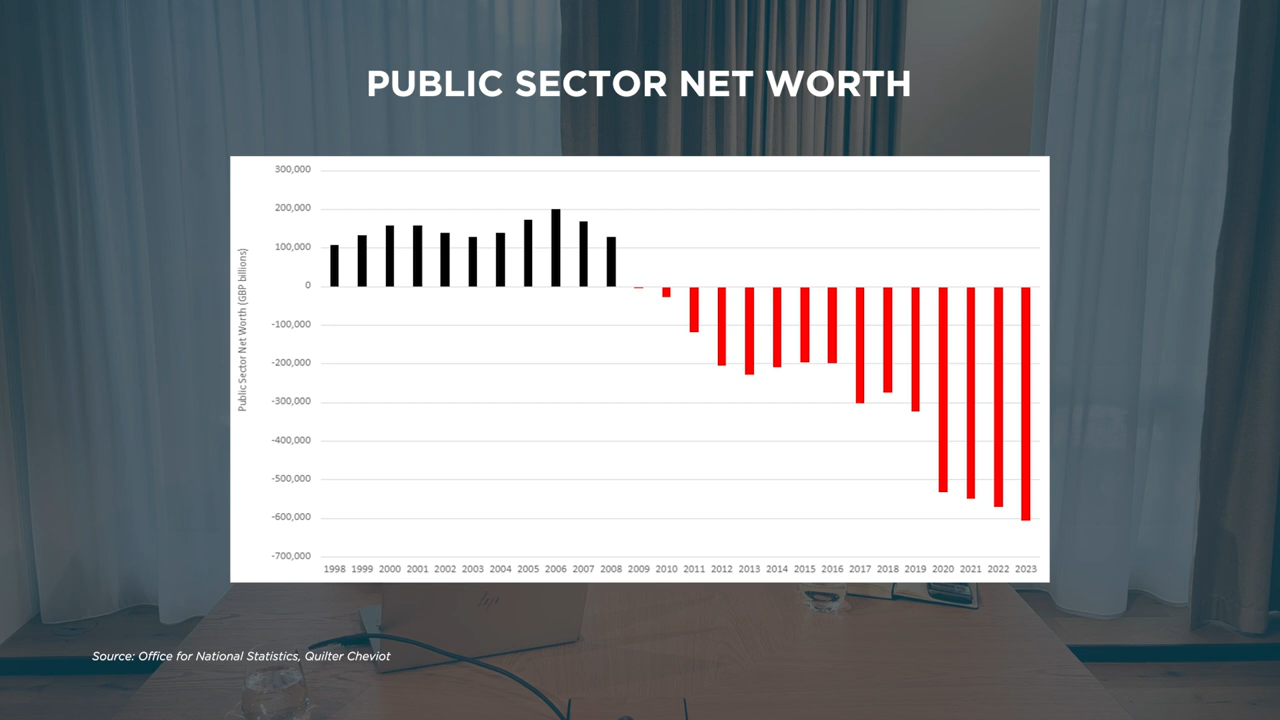 PUBLIC SECTOR NET WORTH
Public Sector Net Worth (GBP billions)
300,000
200,000
100,000
0
-100,000
-200,000
-300,000
-400,000
-500,000
-600,000
-700,000
1998 1999 2000 2001 2002 2003 2004 2005 2006 2007 2008 2009 2010 2011 2012 2013 2014 2015 2016 2017 2018 2019 2020 2021 2022 2023
Source: Office for National Statistics, Quilter Cheviot